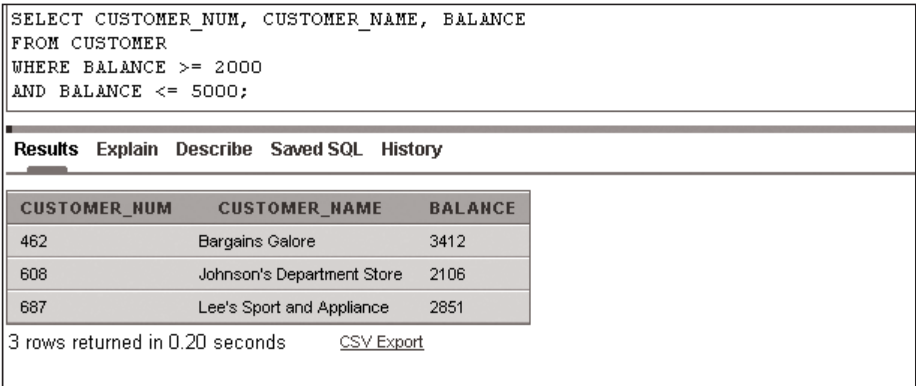 SELECT CUSTOMER_NUM, CUSTOMER_NAME, BALANCE
FROM CUSTOMER
WHERE BALANCE >= 2000
AND BALANCE <= 5000;
Results Explain Describe Saved SQL History
CUSTOMER_NUM CUSTOMER_NAME BALANCE
462 Bargains Galore 3412
608 Johnson's Department Store 2106
687 Lee's Sport and Appliance 2851
3 rows returned in 0.20 seconds CSV Export